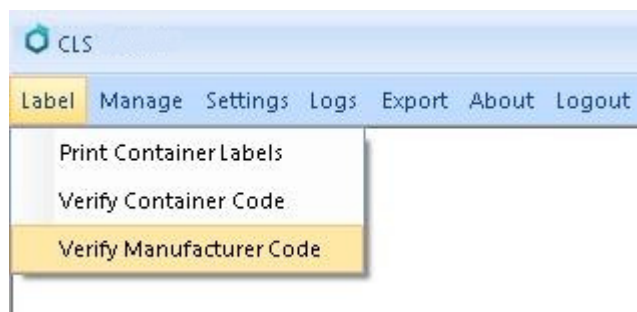 CLS
Label Manage Settings Logs Export About Logout
Print Container Labels
Verify Container Code
Verify Manufacturer Code